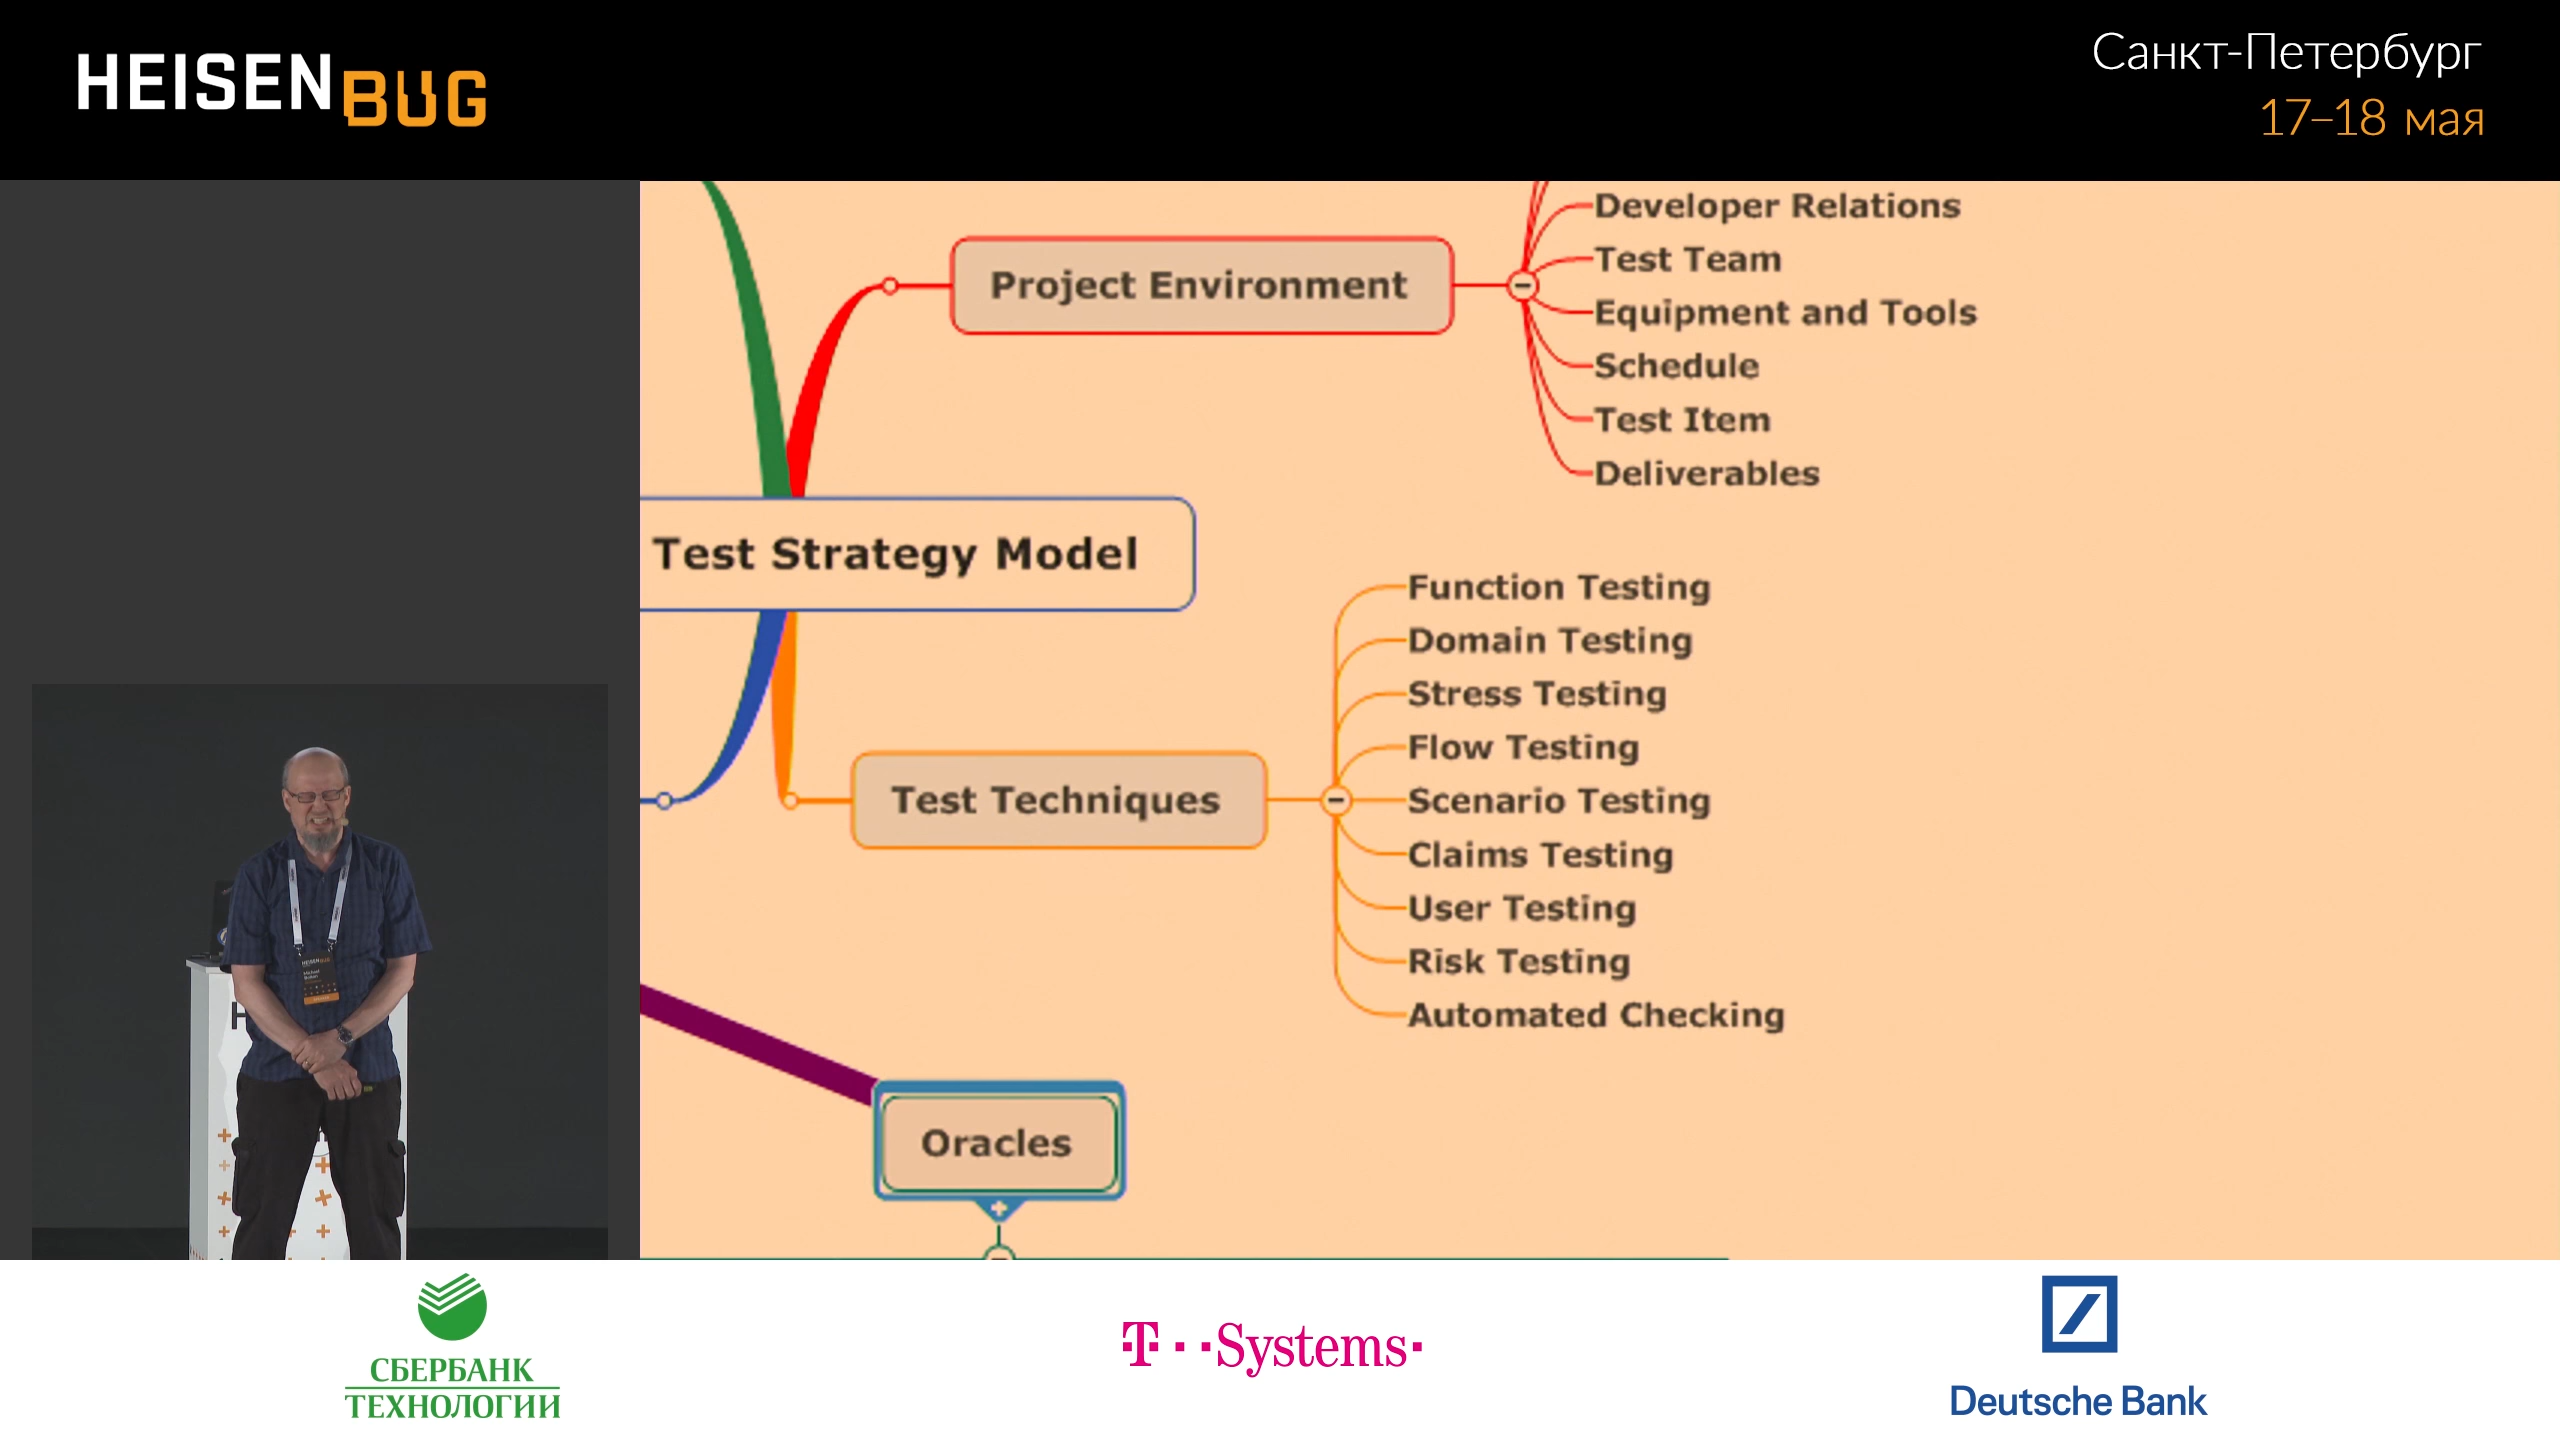 HEISENBUG
Санкт-Петербург
17–18 мая
Developer Relations
Test Team
Equipment and Tools
Schedule
Test Item
Deliverables
Project Environment
Test Strategy Model
Function Testing
Domain Testing
Stress Testing
Flow Testing
Scenario Testing
Claims Testing
User Testing
Risk Testing
Automated Checking
Test Techniques
Oracles
HEISENBUG
Michael
H
СБЕРБАНК
ТЕХНОЛОГИИ
T··Systems·
Deutsche Bank